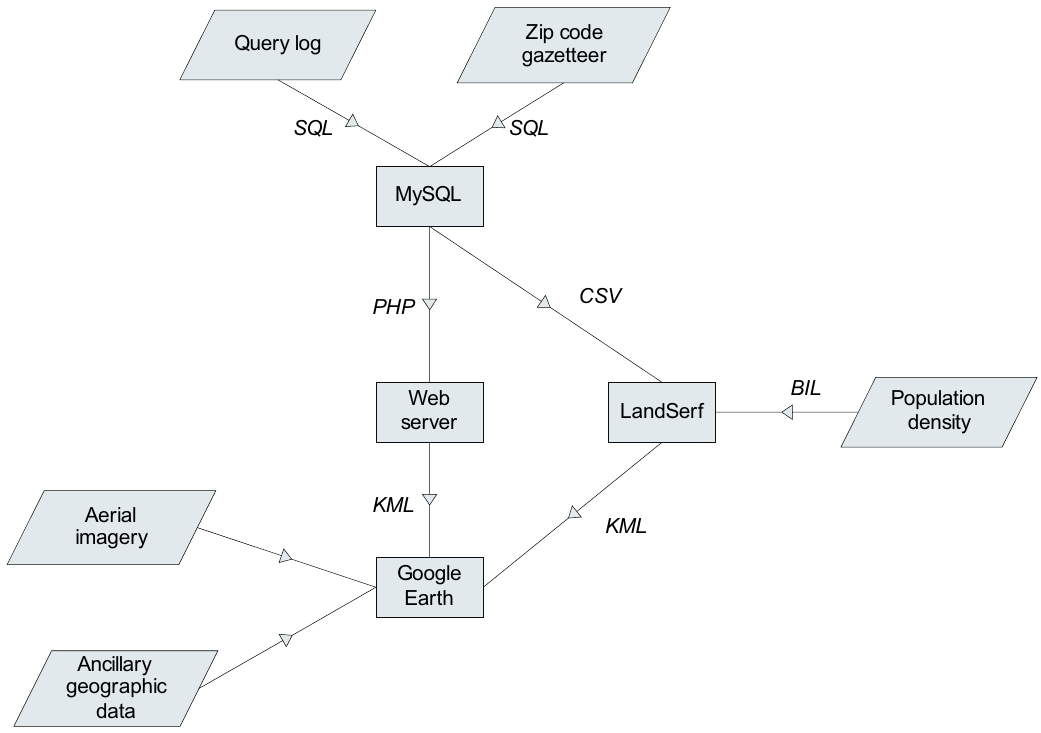 Query log
Zip code
gazetteer
SQL
SQL
MySQL
PHP
CSV
Web
server
LandSerf
BIL
Population
density
KML
KML
Aerial
imagery
Google
Earth
Ancillary
geographic
data